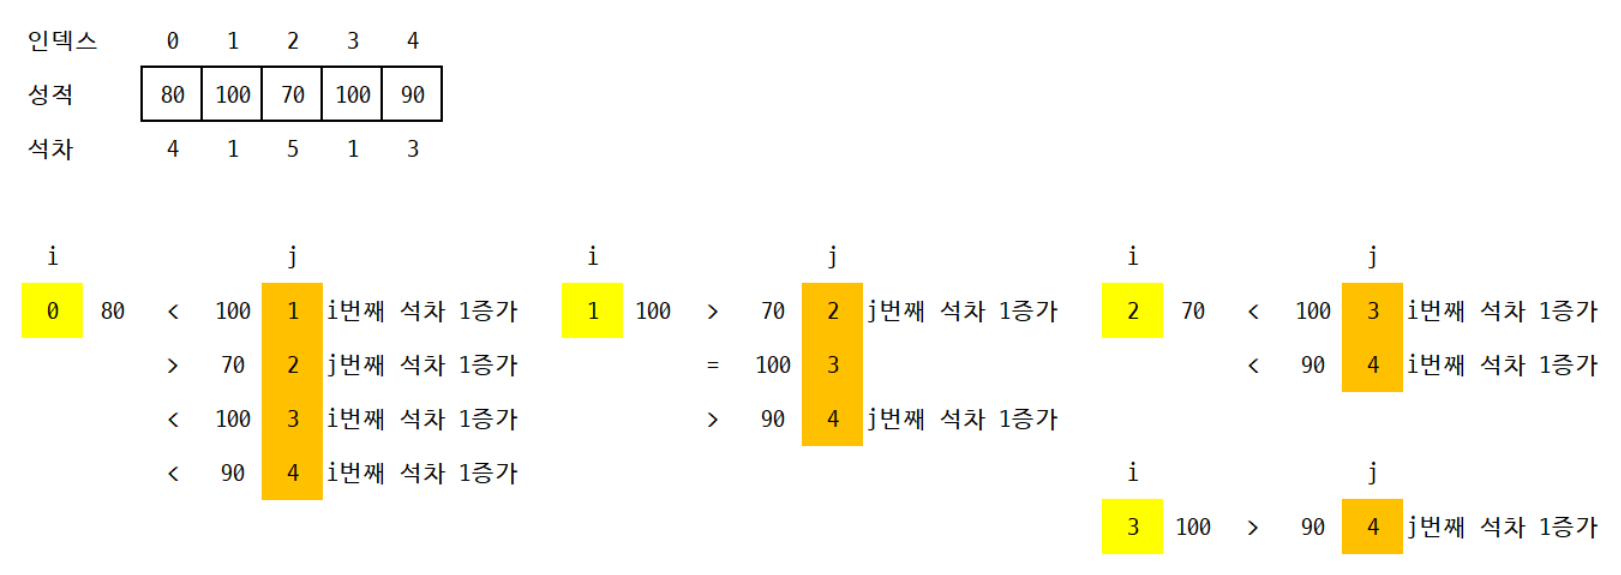 인덱스 0 1 2 3 4
성적 80 100 70 100 90
석차 4 1 5 1 3
i j i j i j
0 80 < 100 1 i번째 석차 1증가 1 100 > 70 2 j번째 석차 1증가 2 70 < 100 3 i번째 석차 1증가
> 70 2 j번째 석차 1증가 = 100 3 < 90 4 i번째 석차 1증가
< 100 3 i번째 석차 1증가 > 90 4 j번째 석차 1증가
< 90 4 i번째 석차 1증가 i j
3 100 > 90 4 j번째 석차 1증가